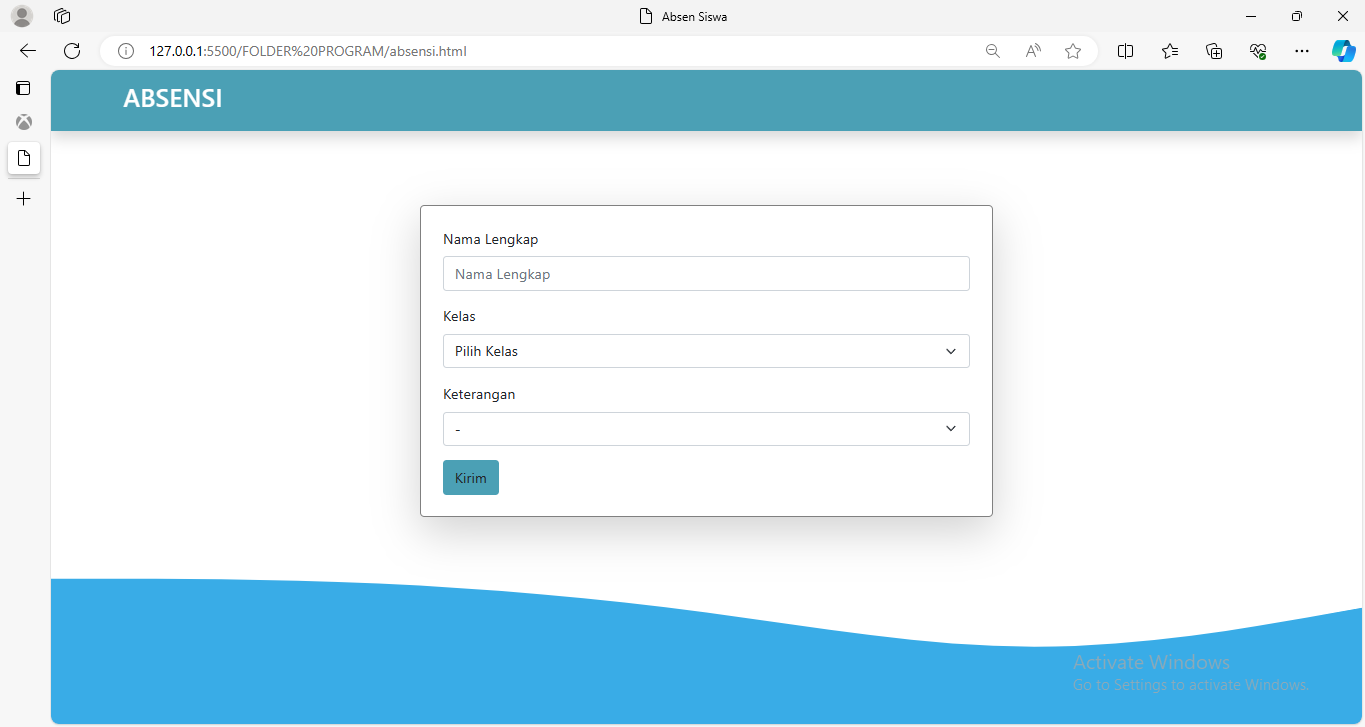 Absen Siswa
127.0.0.1:5500/FOLDER%20PROGRAM/absensi.html
ABSENSI
Nama Lengkap
Nama Lengkap
Kelas
Pilih Kelas
Keterangan
-
Kirim
Activate Windows
Go to Settings to activate Windows.